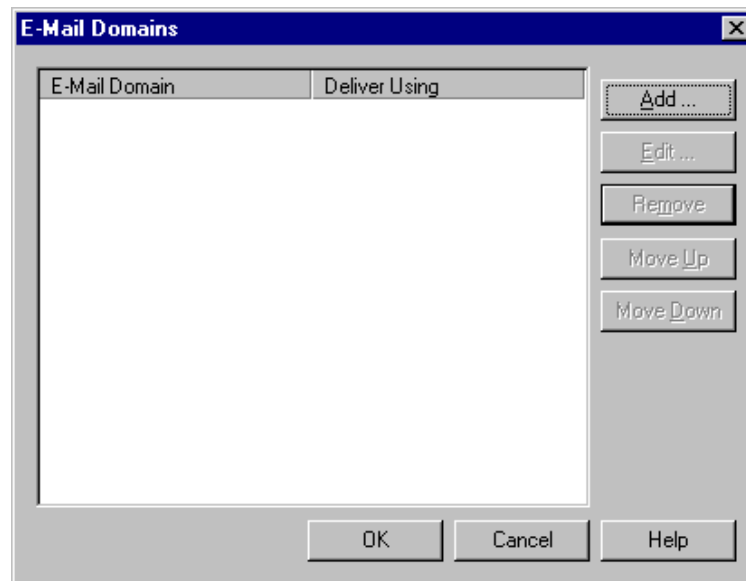 E-Mail Domains
E-Mail Domain Deliver Using
Add ...
Edit ...
Remove
Move Up
Move Down
OK Cancel Help